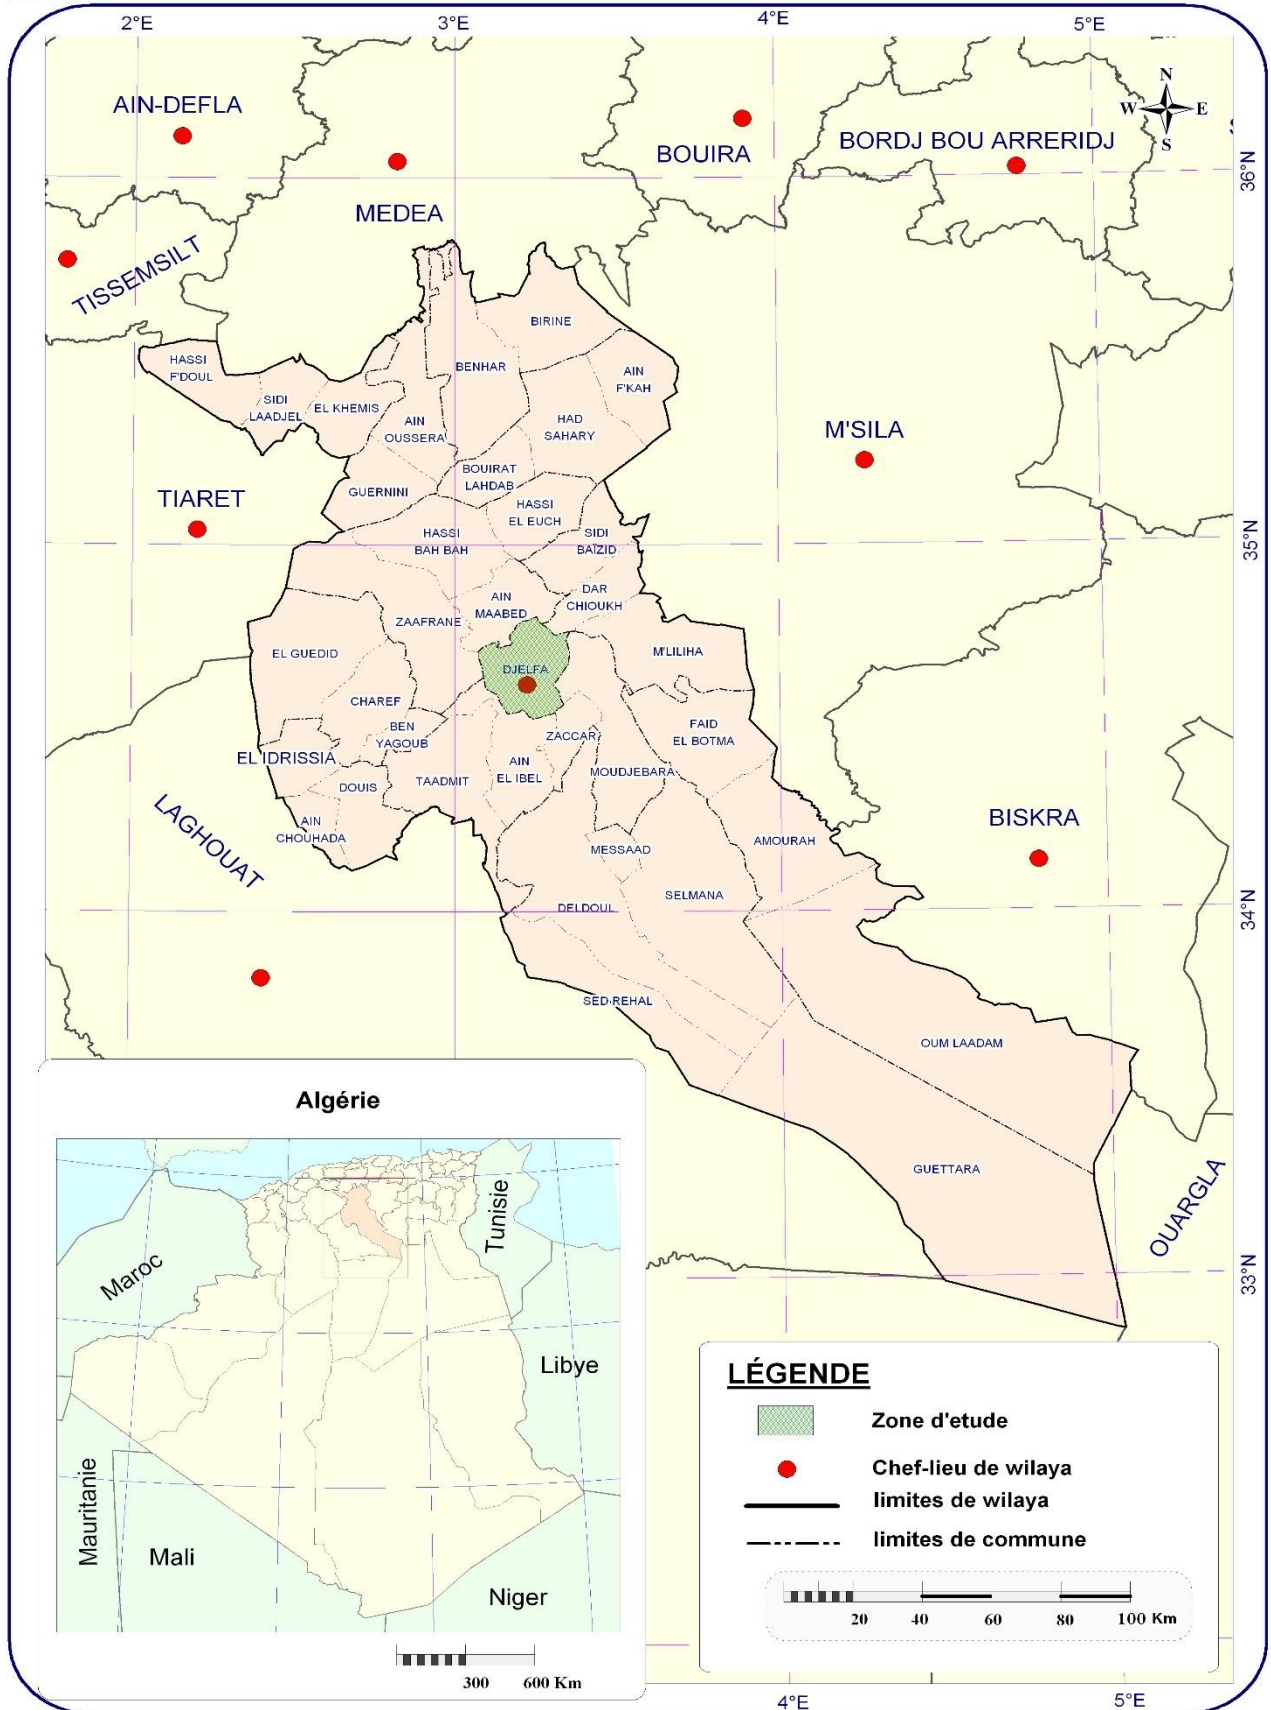 2°E
3°E
4°E
5°E
N
W
E
S
AIN-DEFLA
BOUIRA
BORDJ BOU ARRERIDJ
36°N
MEDEA
TISSEMSILT
BIRINE
HASSI
F'DOUL
BENHAR
AIN
F'KAH
SIDI
LAADJEL
EL KHEMIS
AIN
OUSSERA
HAD
SAHARY
M'SILA
BOUIRAT
LAHDAB
GUERNINI
TIARET
HASSI
EL EUCH
HASSI
BAH BAH
SIDI
BAIZID
35°N
AIN
MAABED
DAR
CHIOUKH
ZAAFRANE
EL GUEDID
M'LILIHA
DJELFA
CHAREF
BEN
YAGOUB
ZACCAR
FAID
EL BOTMA
EL IDRISSIA
DOUIS
TAADMIT
AIN
EL IBEL
MOUDJEBARA
LAGHOUAT
AIN
CHOUHADA
BISKRA
MESSAAD
AMOURAH
SELMANA
DELDOUL
34°N
SED REHAL
OUM LAADAM
GUETTARA
OUARGLA
33°N
Algérie
Maroc
Tunisie
Libye
Mauritanie
Mali
Niger
300
600 Km
LÉGENDE
Zone d'etude
Chef-lieu de wilaya
limites de wilaya
limites de commune
20
40
60
80
100 Km
4°E
5°E